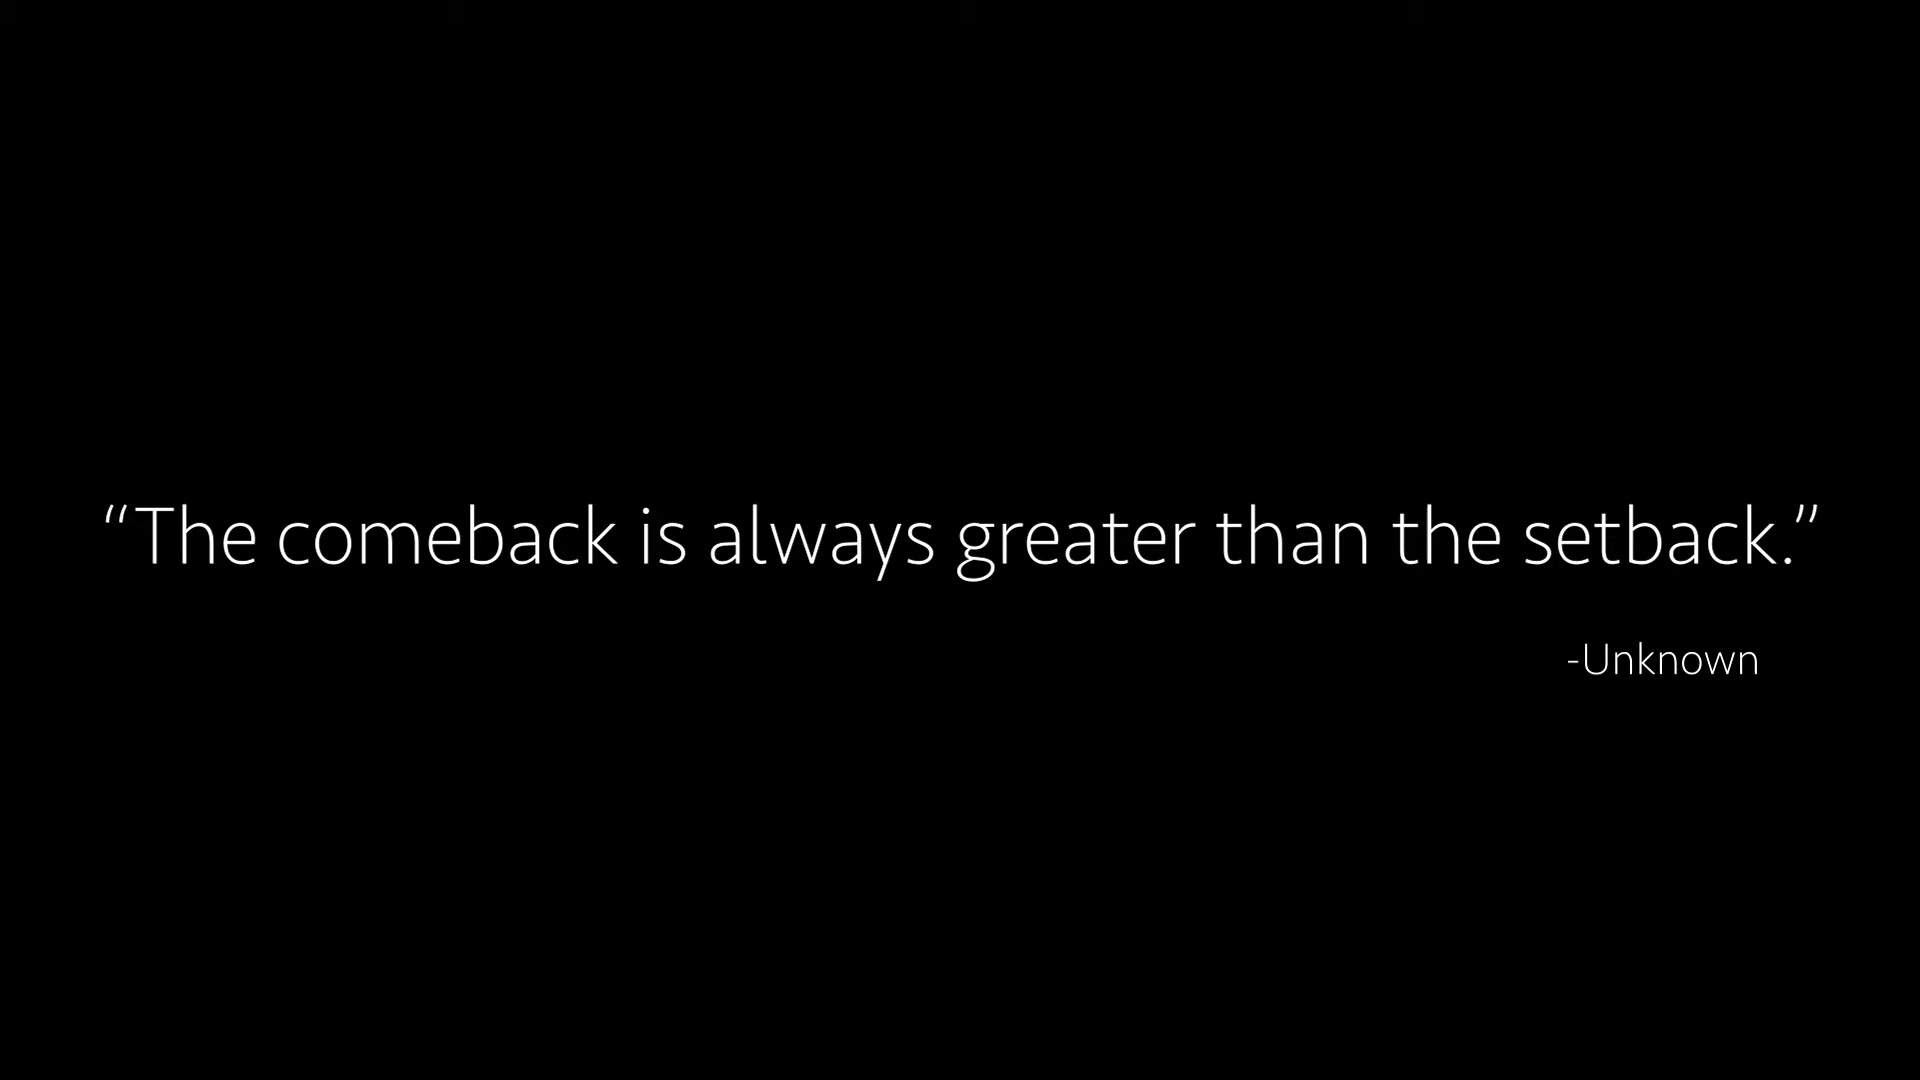 “The comeback is always greater than the setback.”
-Unknown